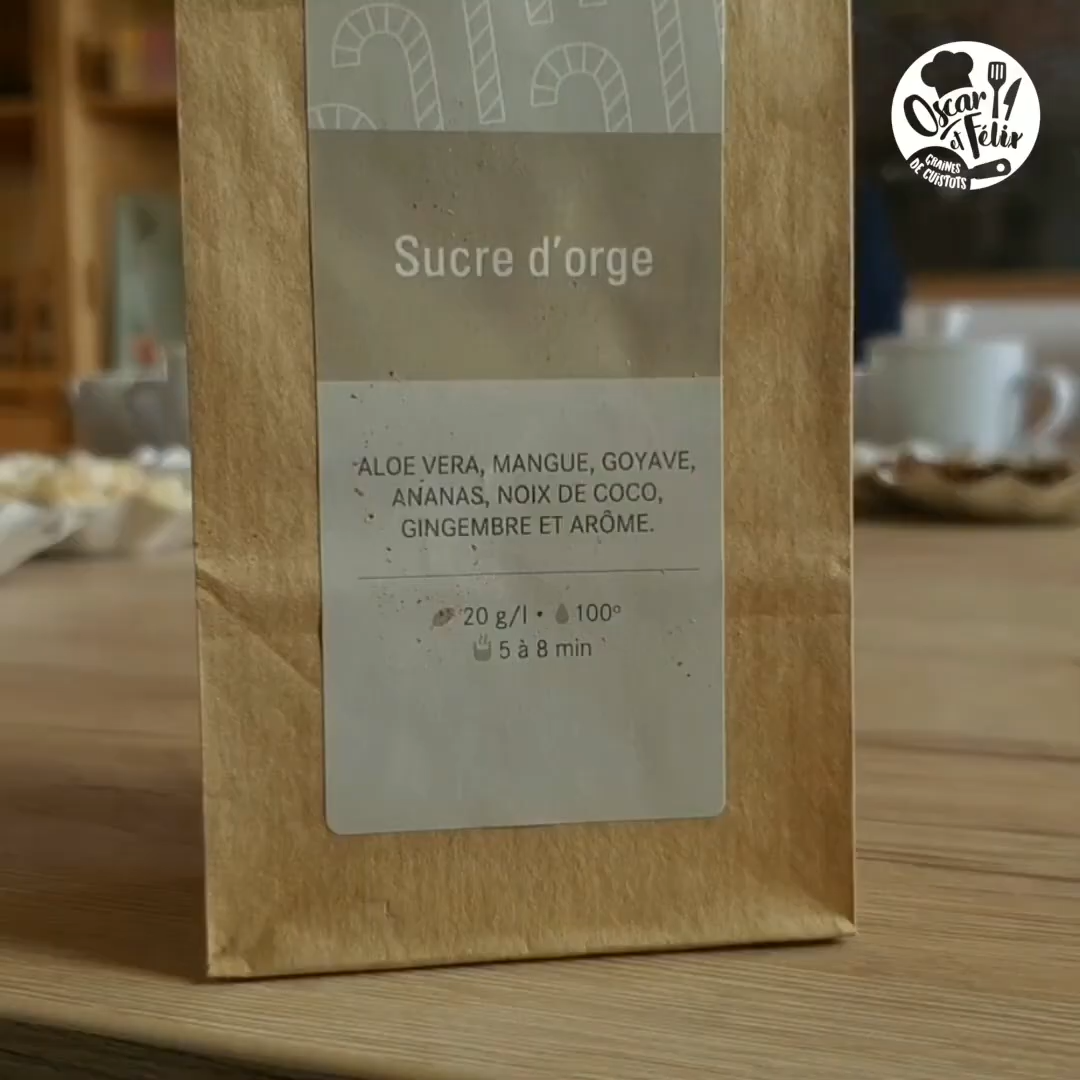 Oscar
et Félix
GRAINES
DE CUISTOTS
Sucre d'orge
ALOE VERA, MANGUE, GOYAVE,
ANANAS, NOIX DE COCO,
GINGEMBRE ET ARÔME.
20 g/l • 100°
5 à 8 min